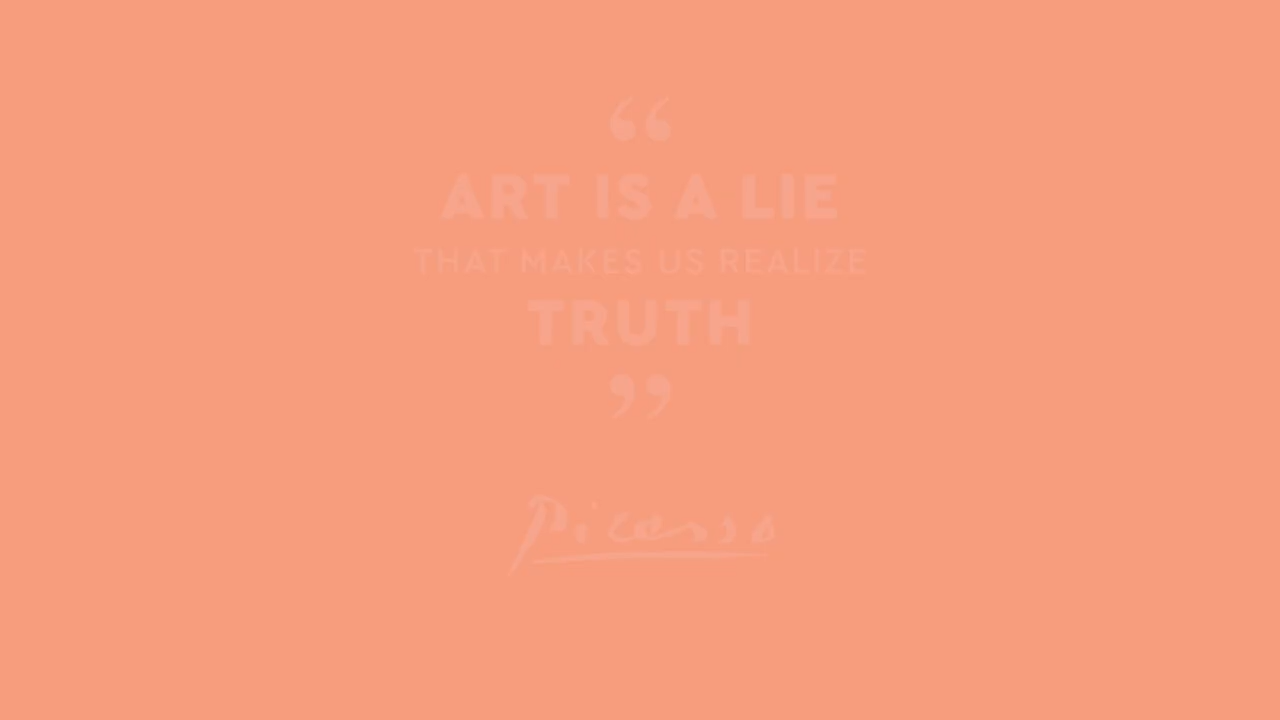 “
ART IS A LIE
THAT MAKES US REALIZE
TRUTH
”
Picasso